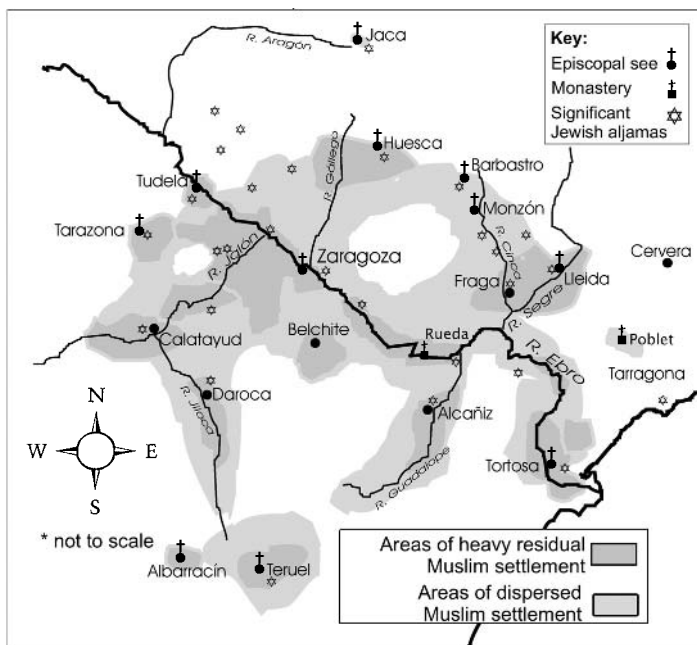 Jaca
R. Aragón
Key:
Episcopal see
Monastery
Significant
Jewish aljamas
Huesca
R. Gállego
Barbastro
Tudela
Monzón
Tarazona
R. Jalón
Zaragoza
R. Cinca
Cervera
Fraga
Lleida
R. Segre
Calatayud
Belchite
Rueda
Poblet
R. Ebro
Tarragona
Daroca
R. Jiloca
Alcañiz
N
W
E
S
Tortosa
R. Guadalope
* not to scale
Albarracín
Teruel
Areas of heavy residual
Muslim settlement
Areas of dispersed
Muslim settlement